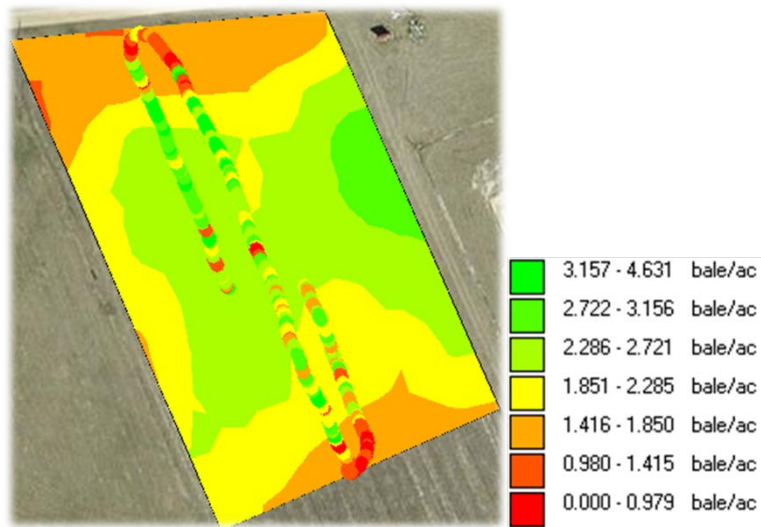 3.157 - 4.631 bale/ac
2.722 - 3.156 bale/ac
2.286 - 2.721 bale/ac
1.851 - 2.285 bale/ac
1.416 - 1.850 bale/ac
0.980 - 1.415 bale/ac
0.000 - 0.979 bale/ac